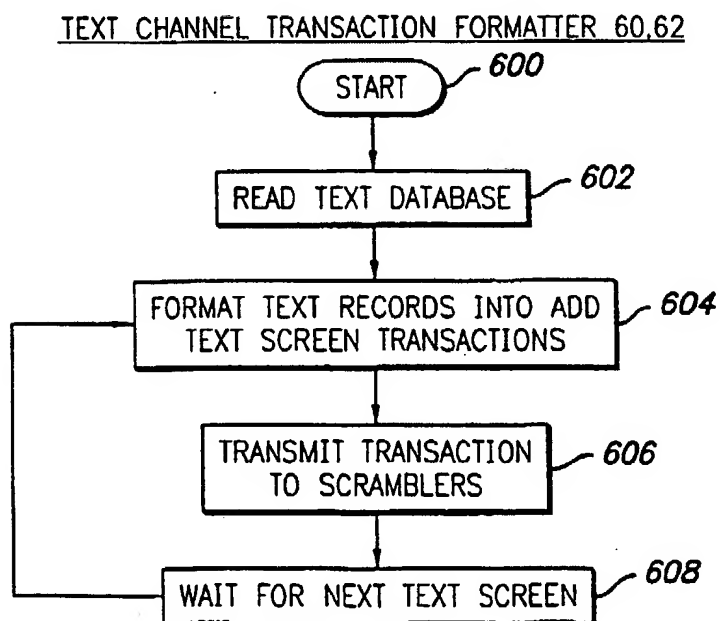 TEXT CHANNEL TRANSACTION FORMATTER 60,62
START
600
READ TEXT DATABASE
602
FORMAT TEXT RECORDS INTO ADD
TEXT SCREEN TRANSACTIONS
604
TRANSMIT TRANSACTION
TO SCRAMBLERS
606
WAIT FOR NEXT TEXT SCREEN
608